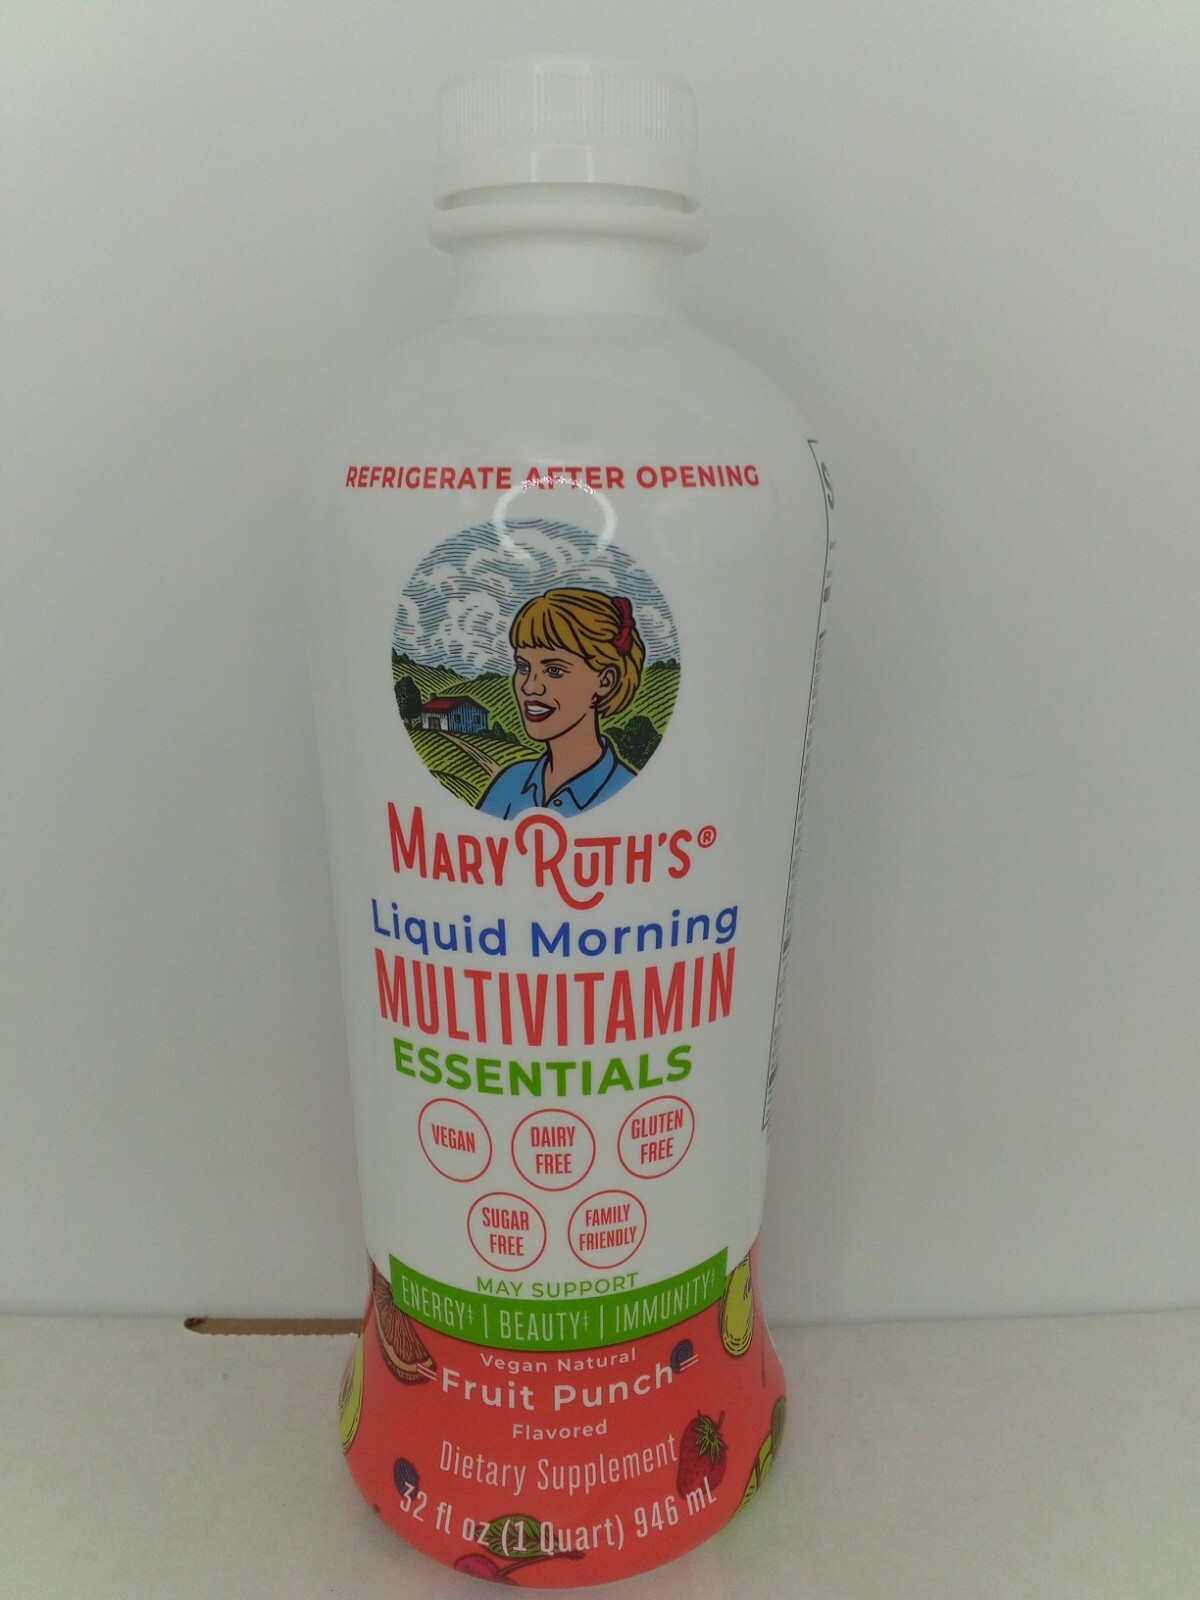 REFRIGERATE AFTER OPENING
MARY RUTH'S®
Liquid Morning
MULTIVITAMIN
ESSENTIALS
VEGAN
DAIRY
FREE
GLUTEN
FREE
SUGAR
FREE
FAMILY
FRIENDLY
MAY SUPPORT
ENERGY‡ | BEAUTY‡ | IMMUNITY‡
Vegan Natural
Fruit Punch
Flavored
Dietary Supplement
32 fl oz (1 Quart) 946 mL